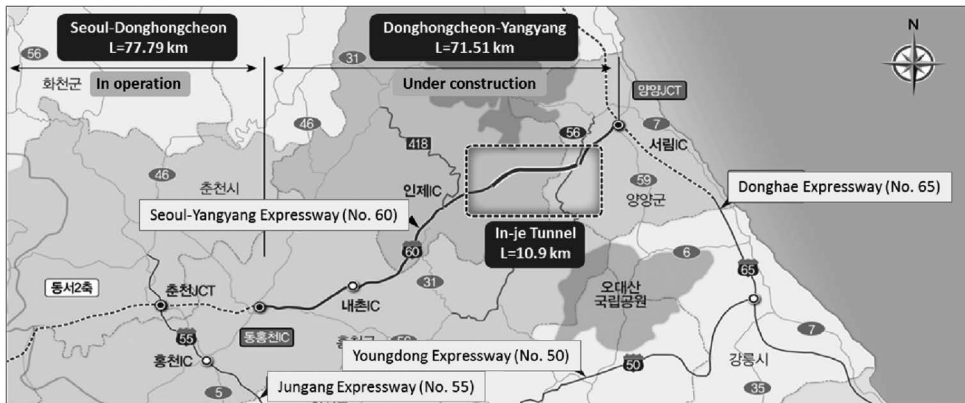 Seoul-Donghongcheon
L=77.79 km
Donghongcheon-Yangyang
L=71.51 km
N
56
화천군
31
In operation
Under construction
양양JCT
46
418
56
7
서림IC
46
춘천시
인제IC
59
양양군
Donghae Expressway (No. 65)
Seoul-Yangyang Expressway (No. 60)
In-je Tunnel
L=10.9 km
60
6
65
통서2축
춘천JCT
31
내촌IC
오대산
국립공원
55
동홍천IC
7
홍천IC
Youngdong Expressway (No. 50)
50
강릉시
Jungang Expressway (No. 55)
5
35